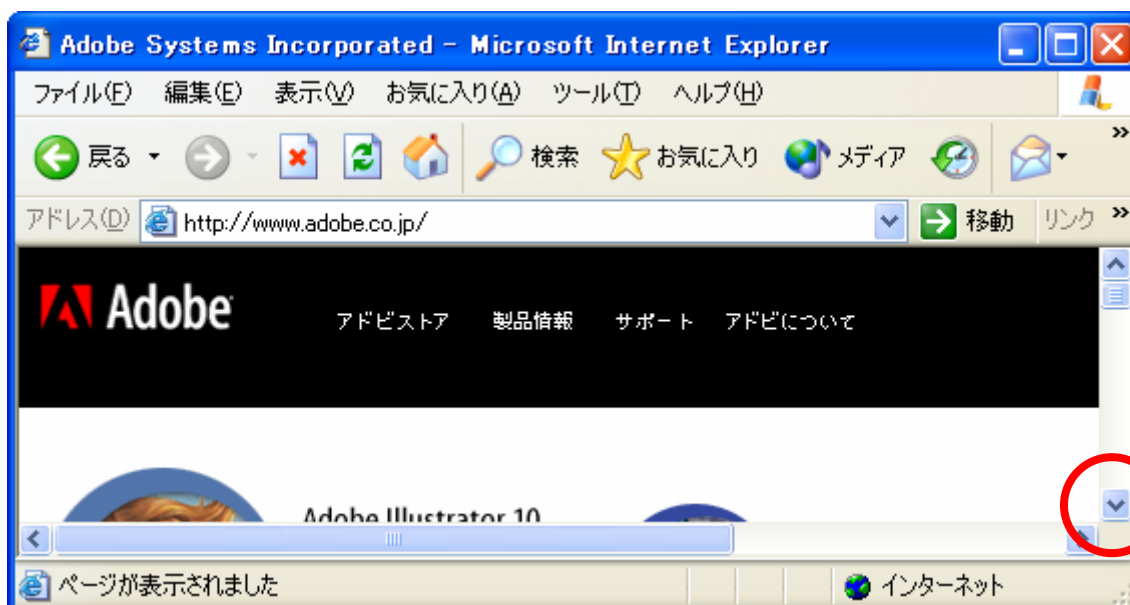 Adobe Systems Incorporated - Microsoft Internet Explorer
ファイル(F) 編集(E) 表示(V) お気に入り(A) ツール(T) ヘルプ(H)
戻る 検索 お気に入り メディア »
アドレス(D) http://www.adobe.co.jp/ 移動 リンク »
Adobe アドビストア 製品情報 サポート アドビについて
Adobe Illustrator 10
ページが表示されました インターネット